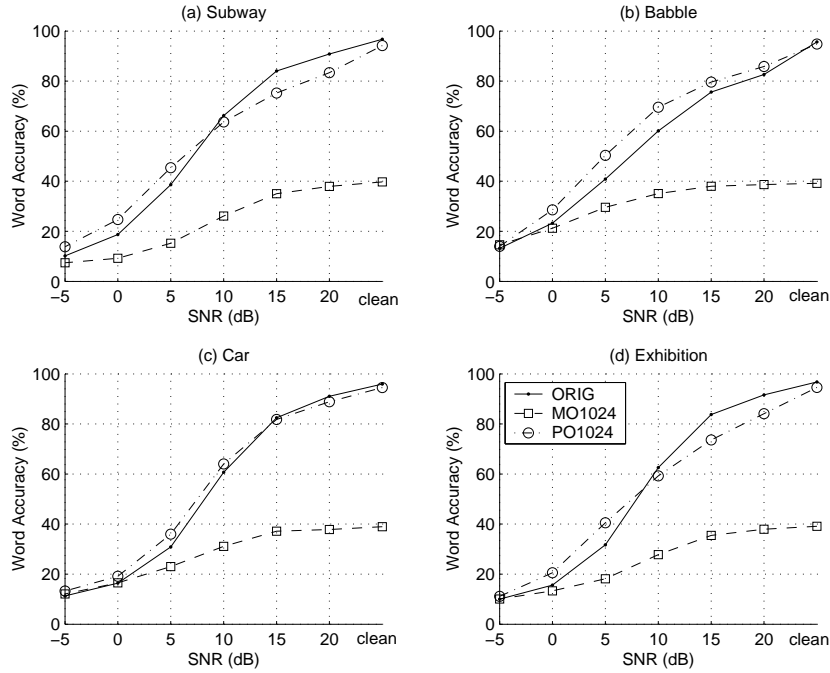 (a) Subway
100
80
60
40
20
0
Word Accuracy (%)
−5 0 5 10 15 20 clean
SNR (dB)
(b) Babble
100
80
60
40
20
0
Word Accuracy (%)
−5 0 5 10 15 20 clean
SNR (dB)
(c) Car
100
80
60
40
20
0
Word Accuracy (%)
−5 0 5 10 15 20 clean
SNR (dB)
(d) Exhibition
100
80
60
40
20
0
Word Accuracy (%)
ORIG
MO1024
PO1024
−5 0 5 10 15 20 clean
SNR (dB)